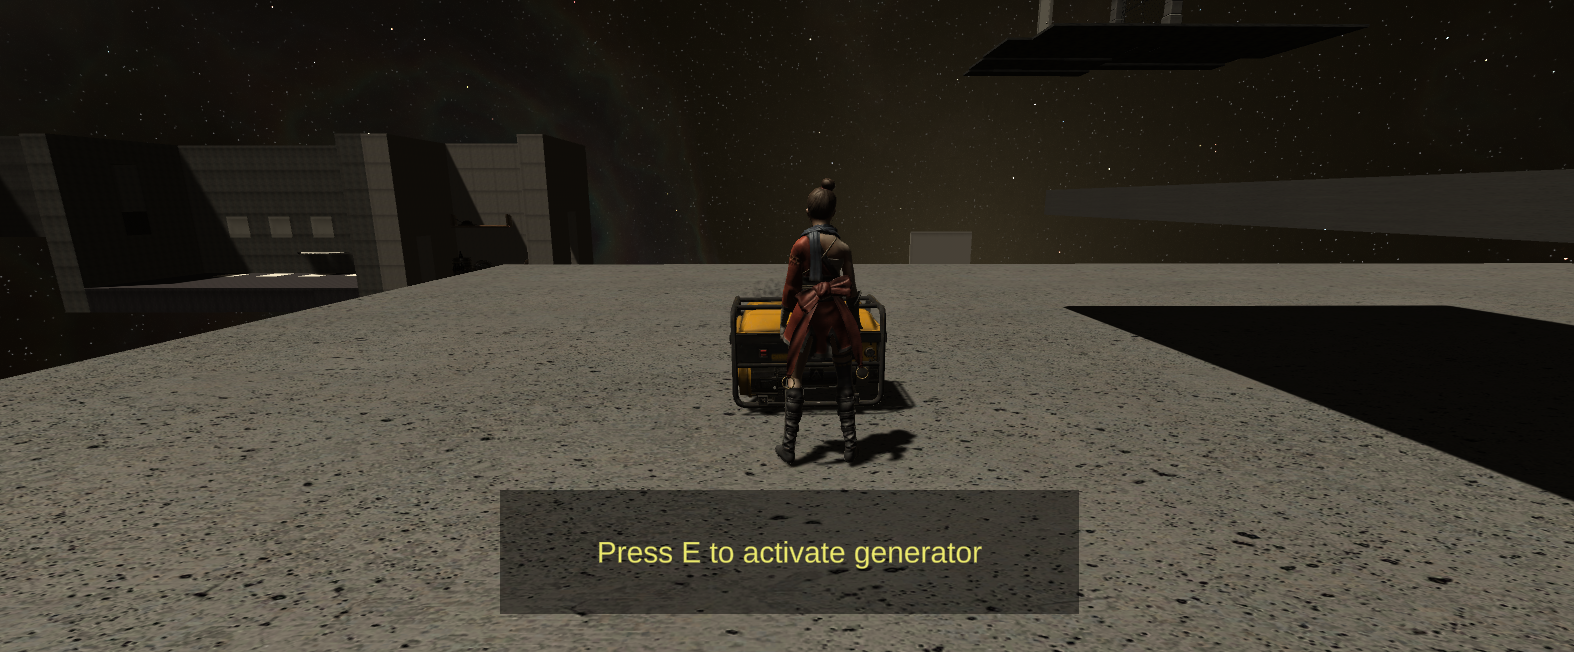 Press E to activate generator